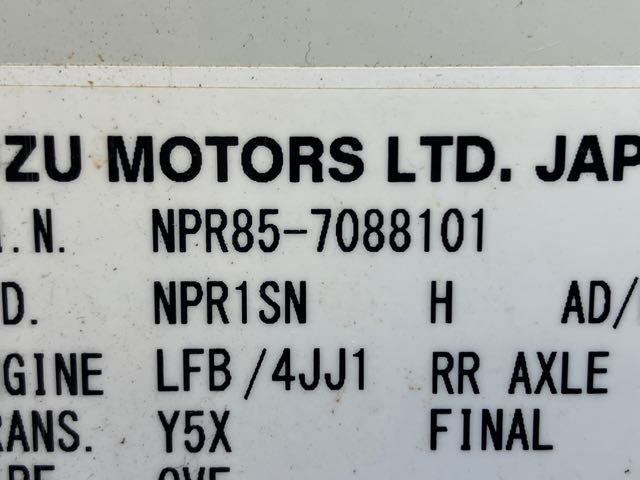 ZU MOTORS LTD. JAP
.N. NPR85-7088101
D. NPR1SN H AD/
GINE LFB/4JJ1 RR AXLE
RANS. Y5X FINAL